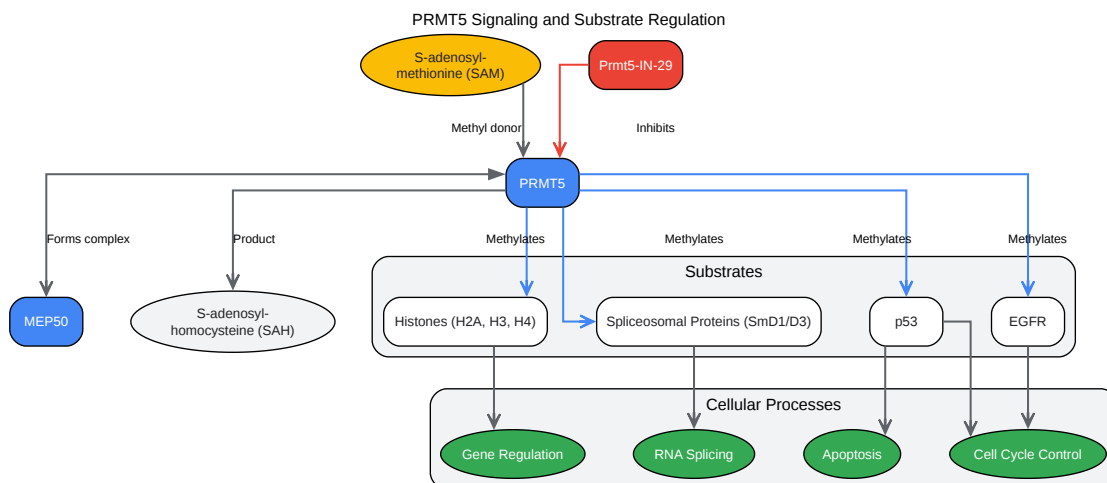 PRMT5 Signaling and Substrate Regulation
S-adenosyl-
methionine (SAM)
Prmt5-IN-29
Methyl donor
Inhibits
PRMT5
Forms complex
Product
Methylates
Methylates
Methylates
Methylates
Substrates
MEP50
S-adenosyl-
homocysteine (SAH)
Histones (H2A, H3, H4)
Spliceosomal Proteins (SmD1/D3)
p53
EGFR
Cellular Processes
Gene Regulation
RNA Splicing
Apoptosis
Cell Cycle Control